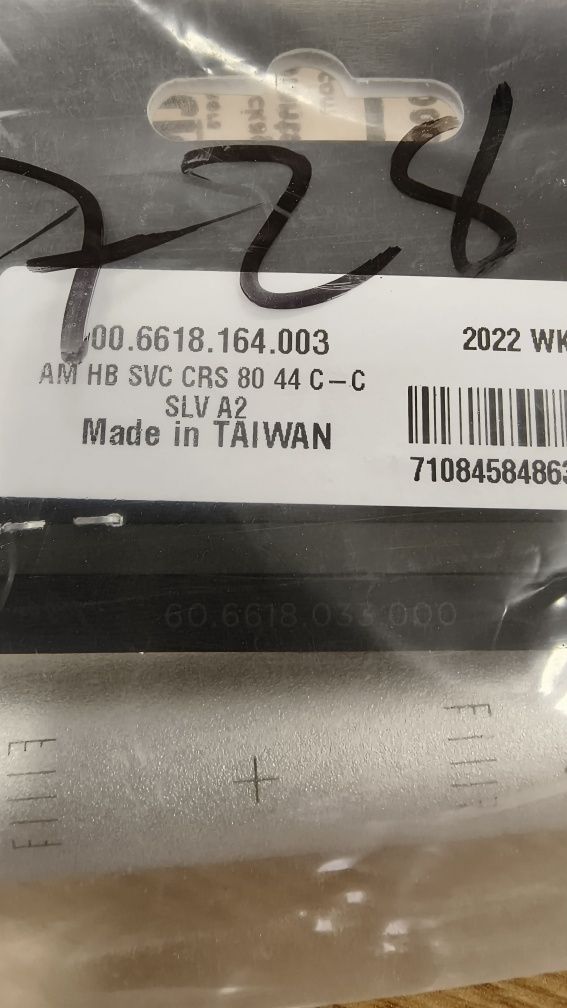 728
00.6618.164.003
AM HB SVC CRS 80 44 C-C
SLV A2
Made in TAIWAN
2022 WK
71084584863
60.6618.033.000